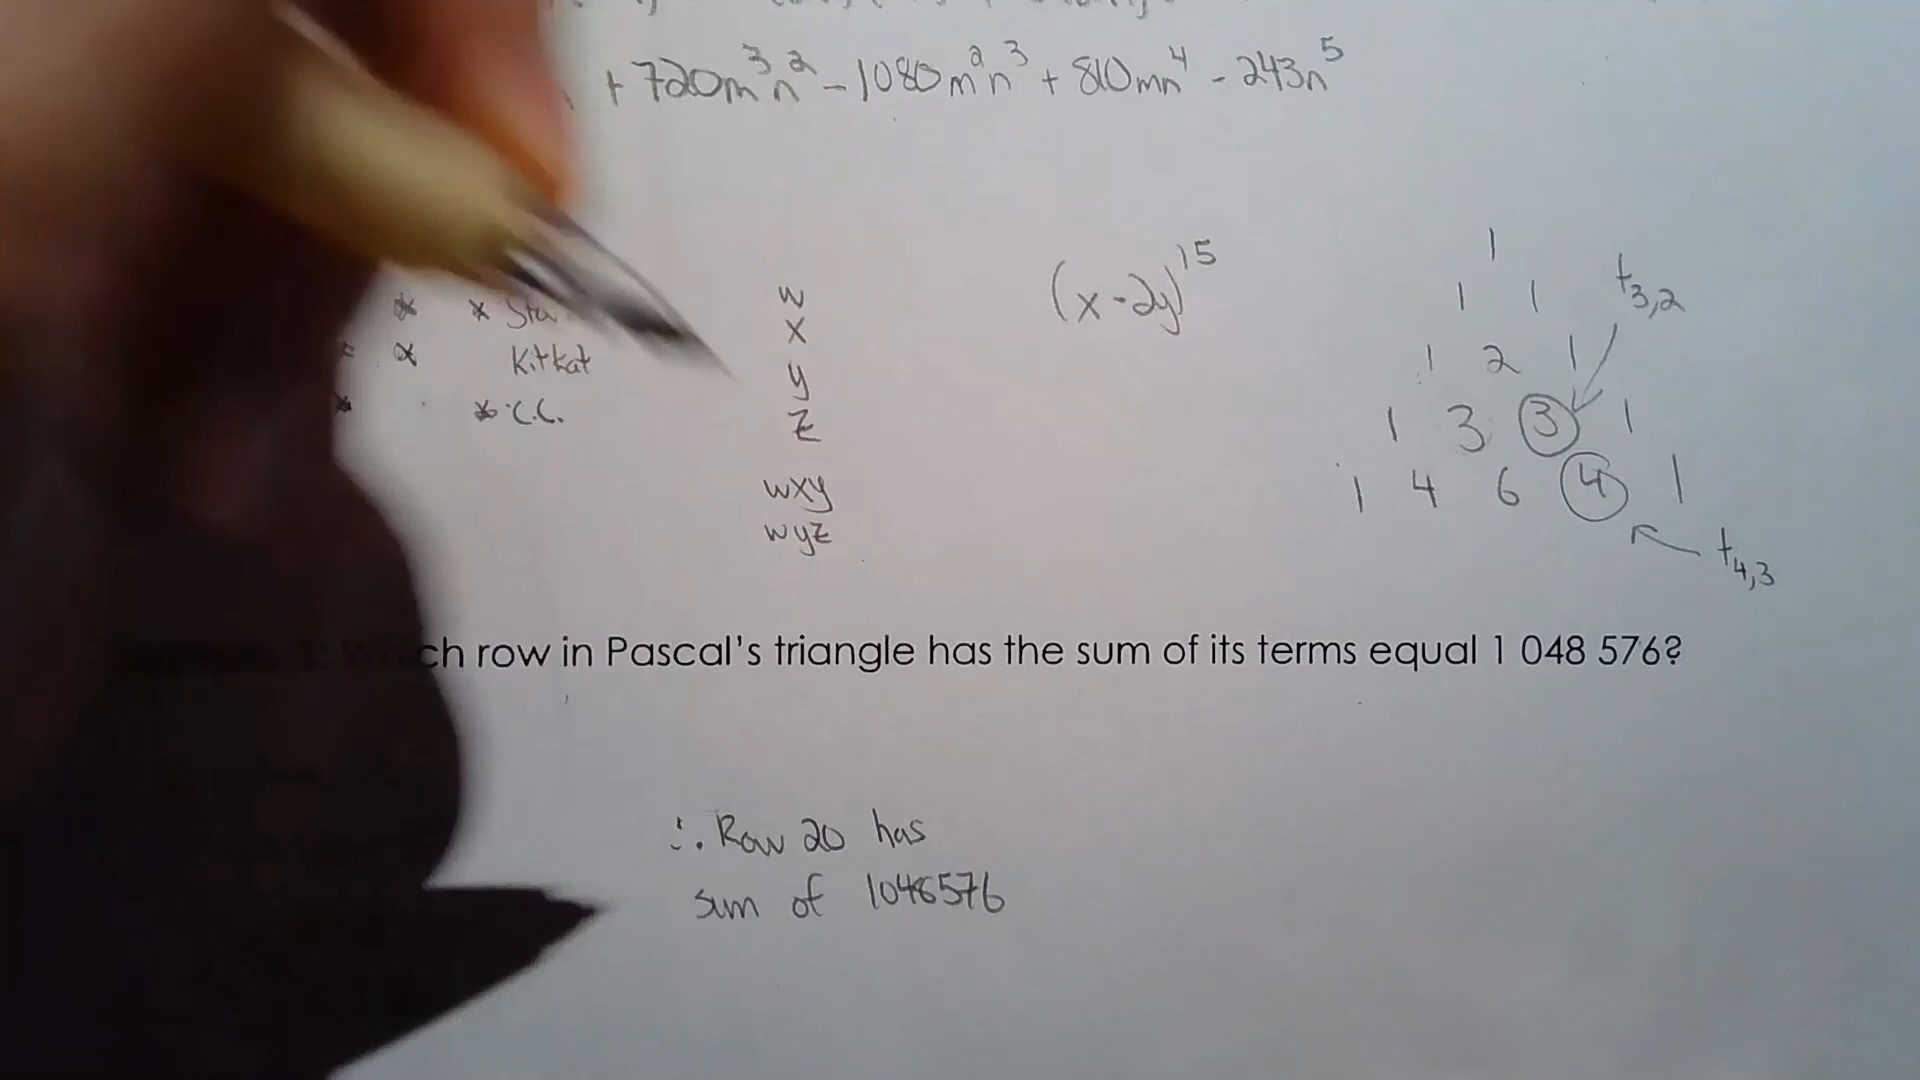 +720m³n² - 1080m²n³ + 810mn⁴ - 243n⁵
Kitkat
C.C.
w
x
y
z
wxy
wyz
(x-2y)¹⁵
1
1 1
1 2 1
1 3 3 1
1 4 6 4 1
t3,2
t4,3
row in Pascal's triangle has the sum of its terms equal 1 048 576?
∴ Row 20 has
sum of 1048576